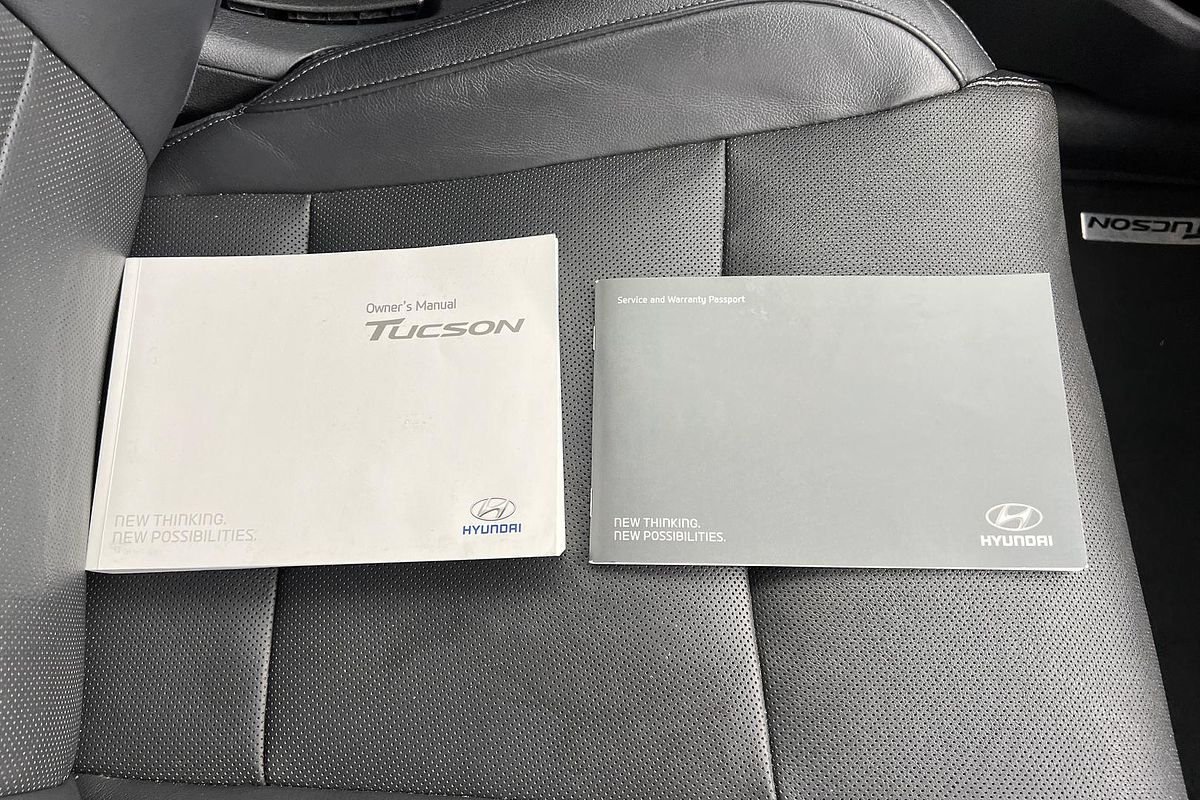 Owner's Manual
TUCSON
NEW THINKING.
NEW POSSIBILITIES.
HYUNDAI
Service and Warranty Passport
NEW THINKING.
NEW POSSIBILITIES.
HYUNDAI
TUCSON